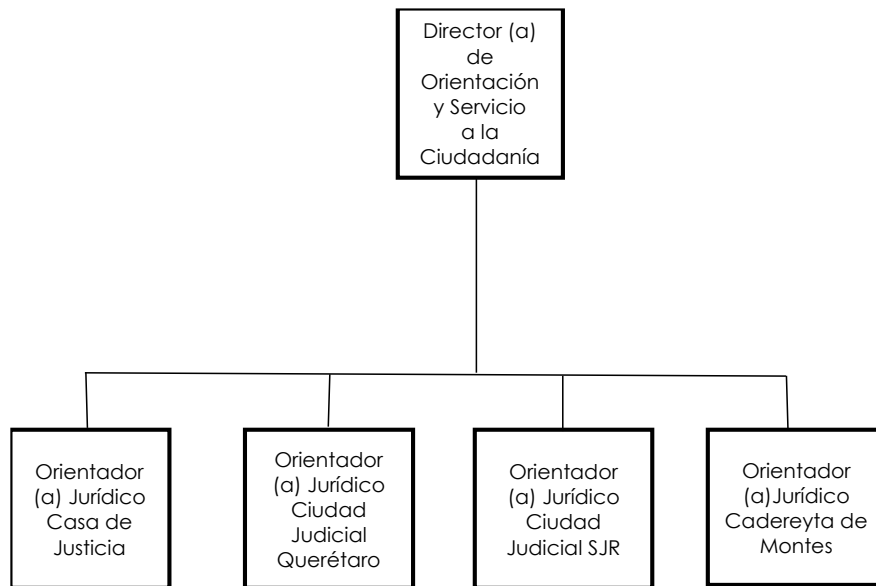 Director (a)
de
Orientación
y Servicio
a la
Ciudadanía
Orientador
(a) Jurídico
Casa de
Justicia
Orientador
(a) Jurídico
Ciudad
Judicial
Querétaro
Orientador
(a) Jurídico
Ciudad
Judicial SJR
Orientador
(a)Jurídico
Cadereyta de
Montes